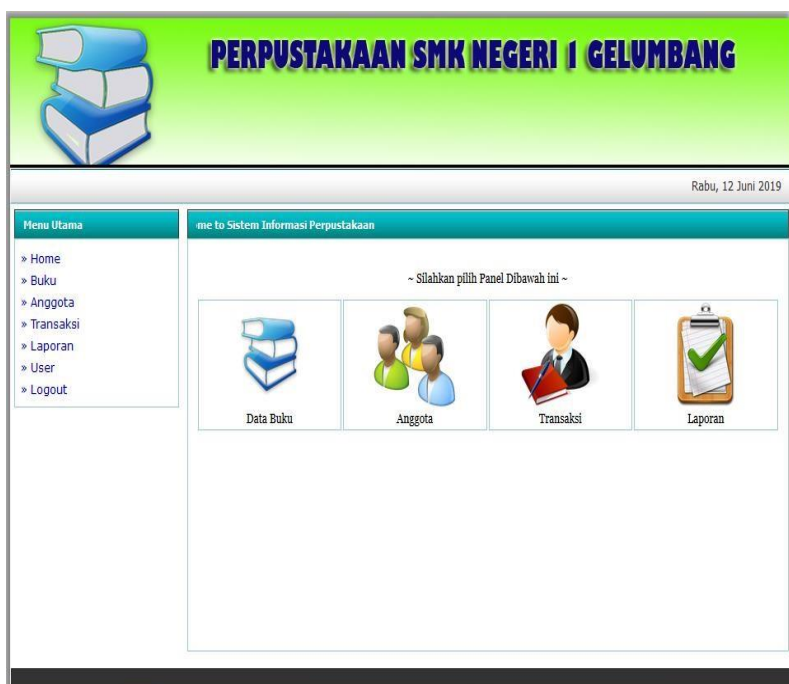 PERPUSTAKAAN SMK NEGERI 1 GELUMBANG
Rabu, 12 Juni 2019
Menu Utama
» Home
» Buku
» Anggota
» Transaksi
» Laporan
» User
» Logout
me to Sistem Informasi Perpustakaan
~ Silahkan pilih Panel Dibawah ini ~
Data Buku
Anggota
Transaksi
Laporan